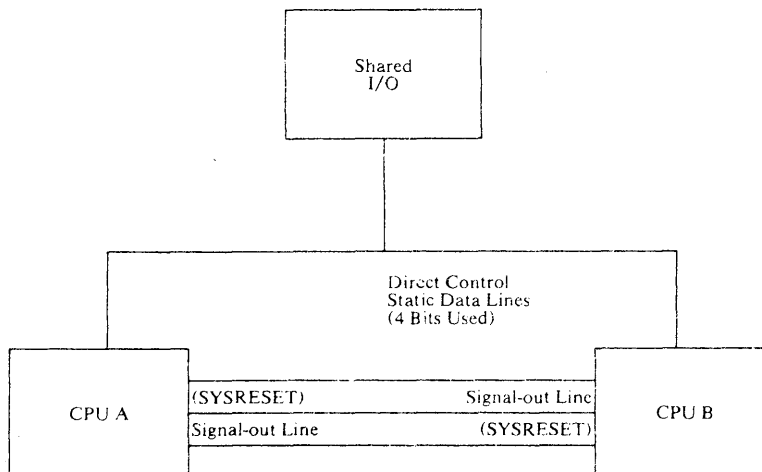 Shared
I/O
Direct Control
Static Data Lines
(4 Bits Used)
CPU A
(SYSRESET)
Signal-out Line
Signal-out Line
(SYSRESET)
CPU B